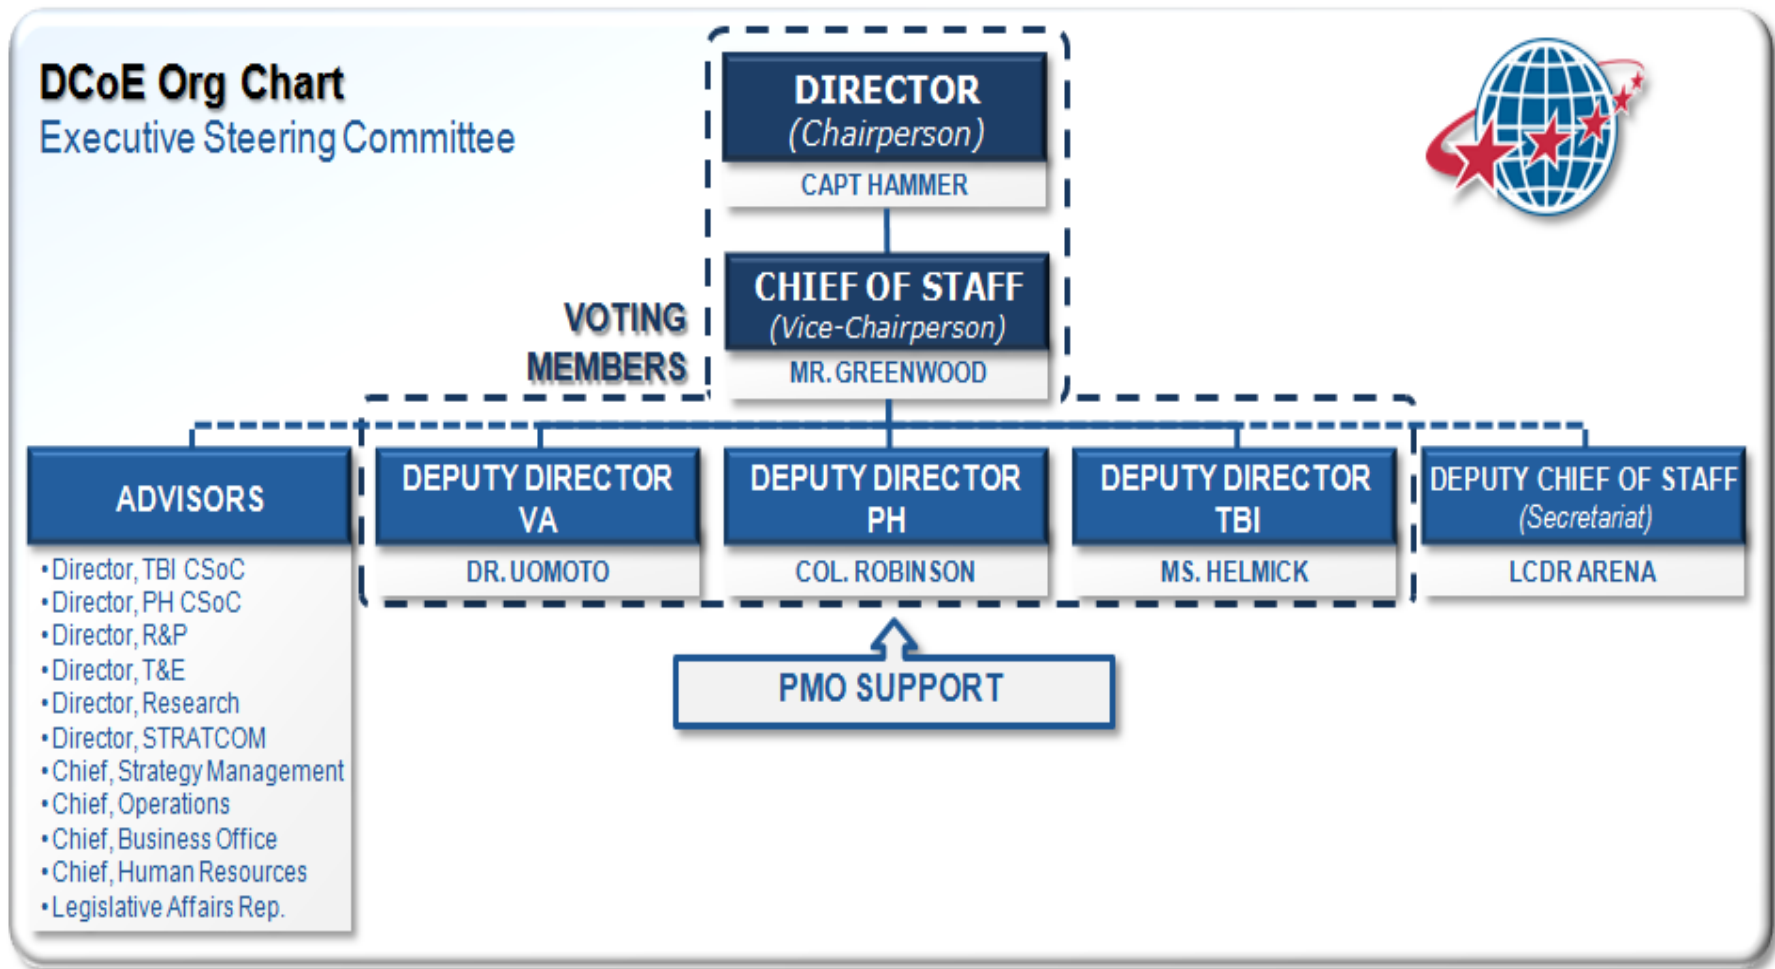 DCoE Org Chart
Executive Steering Committee
DIRECTOR
(Chairperson)
CAPT HAMMER
CHIEF OF STAFF
(Vice-Chairperson)
MR. GREENWOOD
VOTING
MEMBERS
ADVISORS
• Director, TBI CSoC
• Director, PH CSoC
• Director, R&P
• Director, T&E
• Director, Research
• Director, STRATCOM
• Chief, Strategy Management
• Chief, Operations
• Chief, Business Office
• Chief, Human Resources
• Legislative Affairs Rep.
DEPUTY DIRECTOR
VA
DR. UOMOTO
DEPUTY DIRECTOR
PH
COL. ROBINSON
DEPUTY DIRECTOR
TBI
MS. HELMICK
DEPUTY CHIEF OF STAFF
(Secretariat)
LCDR ARENA
PMO SUPPORT